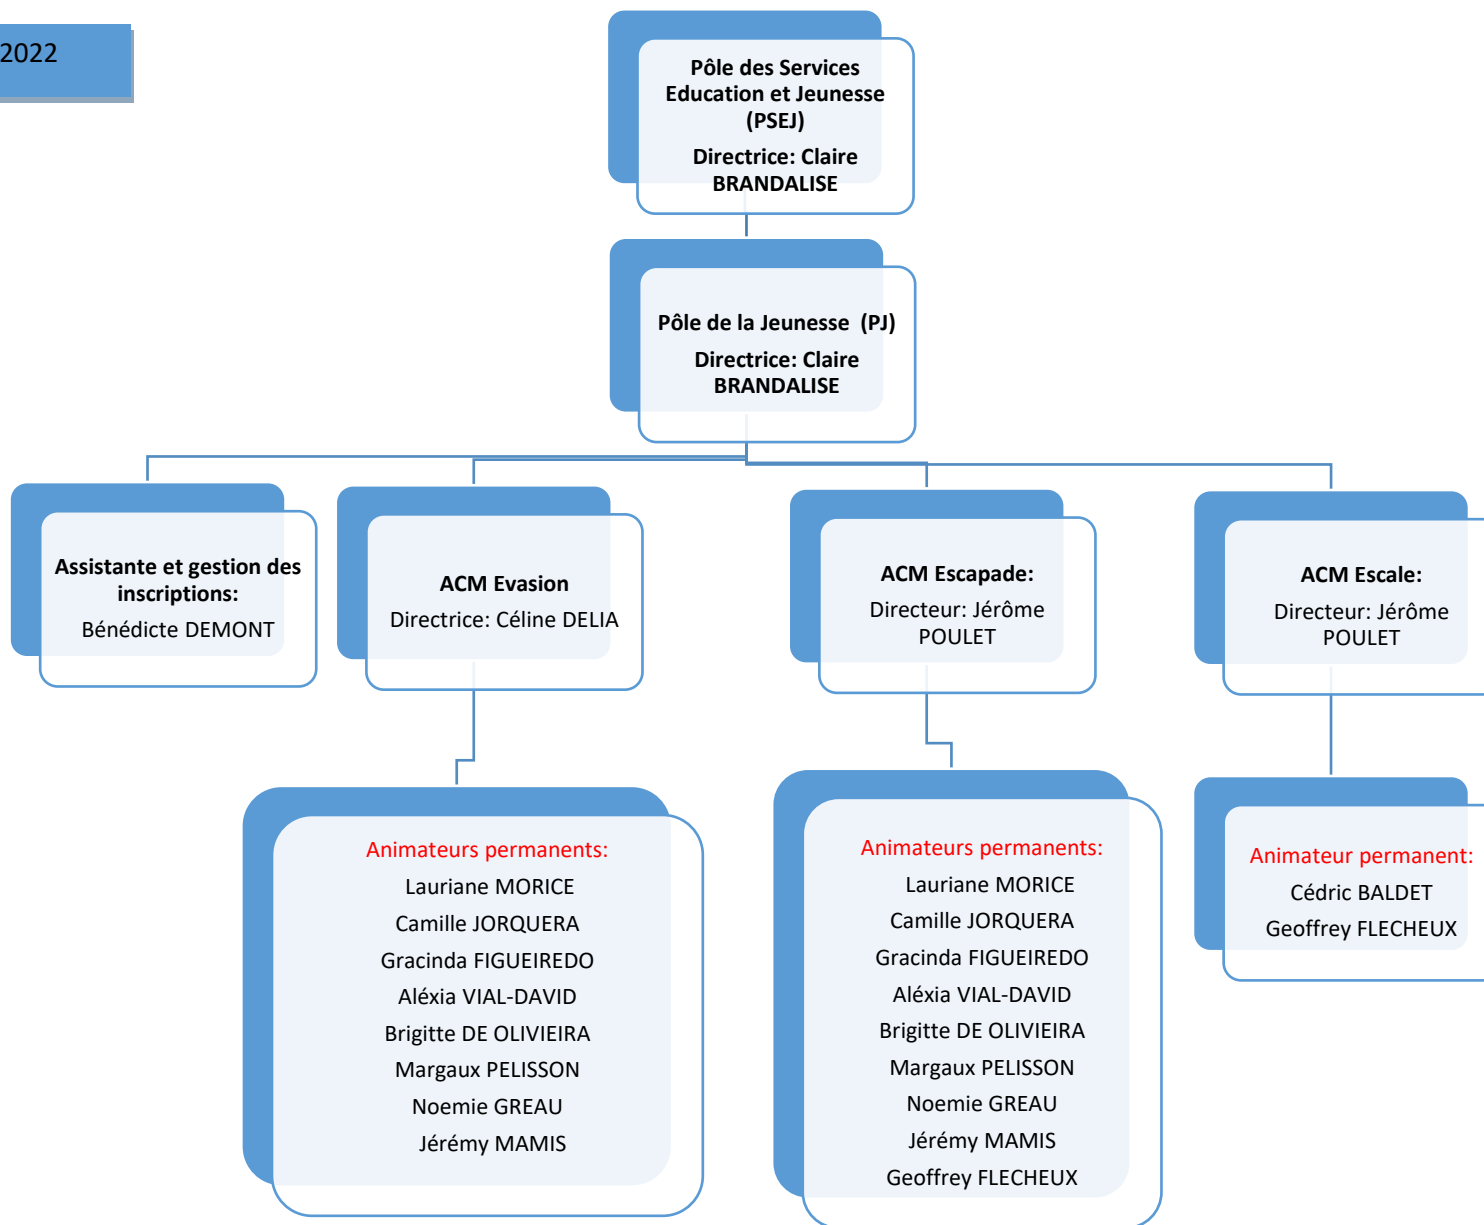 2022
Pôle des Services
Education et Jeunesse
(PSEJ)
Directrice: Claire
BRANDALISE
Pôle de la Jeunesse (PJ)
Directrice: Claire
BRANDALISE
Assistante et gestion des
inscriptions:
Bénédicte DEMONT
ACM Evasion
Directrice: Céline DELIA
ACM Escapade:
Directeur: Jérôme
POULET
ACM Escale:
Directeur: Jérôme
POULET
Animateurs permanents:
Lauriane MORICE
Camille JORQUERA
Gracinda FIGUEIREDO
Aléxia VIAL-DAVID
Brigitte DE OLIVIEIRA
Margaux PELISSON
Noemie GREAU
Jérémy MAMIS
Animateurs permanents:
Lauriane MORICE
Camille JORQUERA
Gracinda FIGUEIREDO
Aléxia VIAL-DAVID
Brigitte DE OLIVIEIRA
Margaux PELISSON
Noemie GREAU
Jérémy MAMIS
Geoffrey FLECHEUX
Animateur permanent:
Cédric BALDET
Geoffrey FLECHEUX